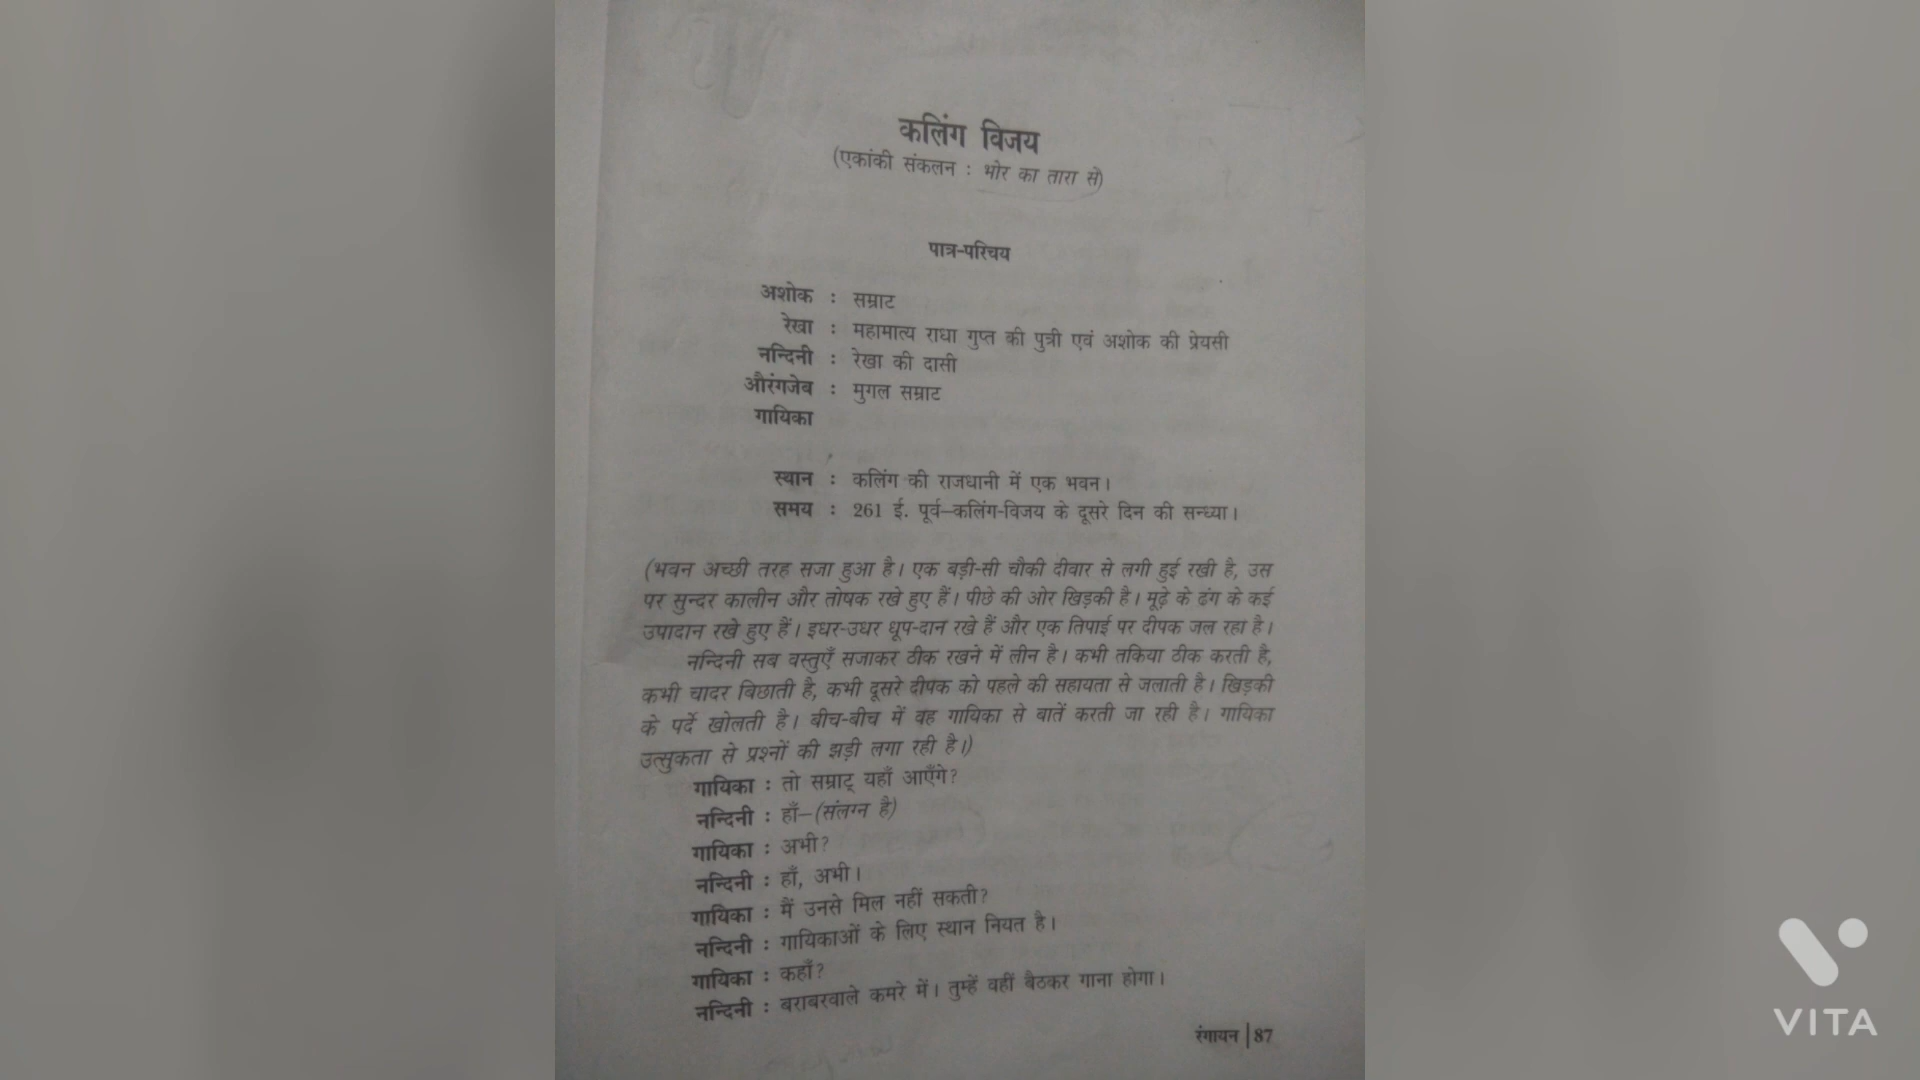 कलिंग विजय
(एकांकी संकलन : भोर का तारा से)
पात्र-परिचय
अशोक : सम्राट
रेखा : महामात्य राधा गुप्त की पुत्री एवं अशोक की प्रेयसी
नन्दिनी : रेखा की दासी
औरंगजेब : मुगल सम्राट
गायिका
स्थान : कलिंग की राजधानी में एक भवन।
समय : 261 ई. पूर्व–कलिंग-विजय के दूसरे दिन की सन्ध्या।
(भवन अच्छी तरह सजा हुआ है। एक बड़ी-सी चौकी दीवार से लगी हुई रखी है, उस
पर सुन्दर कालीन और तोषक रखे हुए हैं। पीछे की ओर खिड़की है। मूढ़े के ढंग के कई
उपादान रखे हुए हैं। इधर-उधर धूप-दान रखे हैं और एक तिपाई पर दीपक जल रहा है।
नन्दिनी सब वस्तुएँ सजाकर ठीक रखने में लीन है। कभी तकिया ठीक करती है,
कभी चादर बिछाती है, कभी दूसरे दीपक को पहले की सहायता से जलाती है। खिड़की
के पर्दे खोलती है। बीच-बीच में वह गायिका से बातें करती जा रही है। गायिका
उत्सुकता से प्रश्नों की झड़ी लगा रही है।)
गायिका : तो सम्राट् यहाँ आएँगे?
नन्दिनी : हाँ–(संलग्न है)
गायिका : अभी?
नन्दिनी : हाँ, अभी।
गायिका : मैं उनसे मिल नहीं सकती?
नन्दिनी : गायिकाओं के लिए स्थान नियत है।
गायिका : कहाँ?
नन्दिनी : बराबरवाले कमरे में। तुम्हें वहीं बैठकर गाना होगा।
रंगायन | 87
VITA